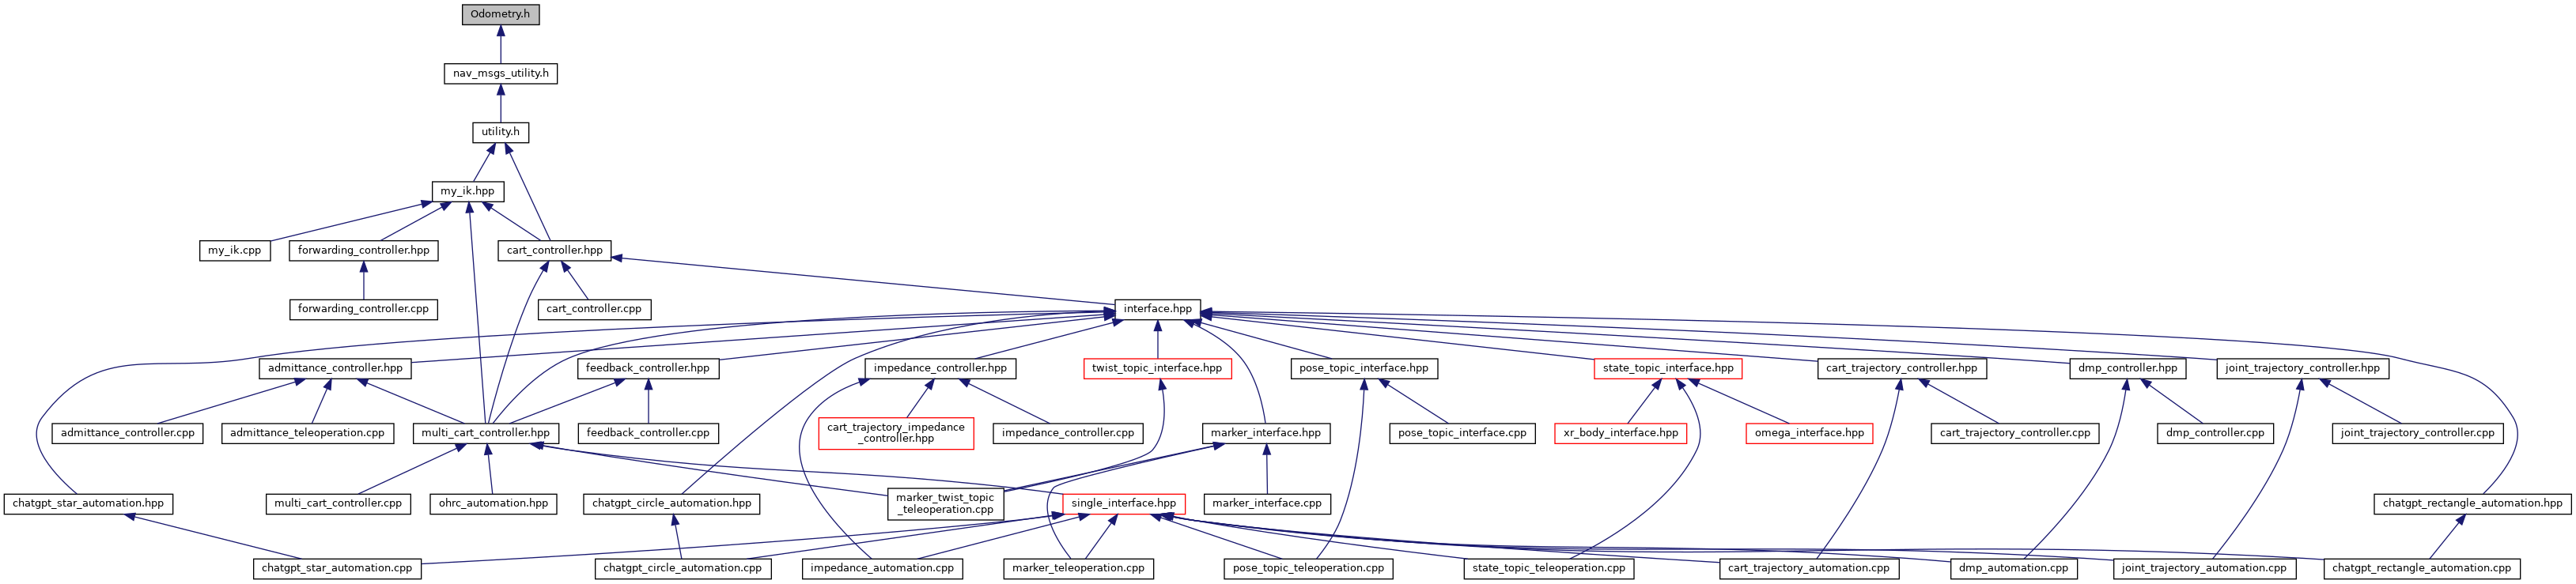 Odometry.h
nav_msgs_utility.h
utility.h
my_ik.hpp
my_ik.cpp
forwarding_controller.hpp
cart_controller.hpp
forwarding_controller.cpp
cart_controller.cpp
interface.hpp
admittance_controller.hpp
feedback_controller.hpp
impedance_controller.hpp
twist_topic_interface.hpp
pose_topic_interface.hpp
state_topic_interface.hpp
cart_trajectory_controller.hpp
dmp_controller.hpp
joint_trajectory_controller.hpp
admittance_controller.cpp
admittance_teleoperation.cpp
multi_cart_controller.hpp
feedback_controller.cpp
cart_trajectory_impedance
_controller.hpp
impedance_controller.cpp
marker_interface.hpp
pose_topic_interface.cpp
xr_body_interface.hpp
omega_interface.hpp
cart_trajectory_controller.cpp
dmp_controller.cpp
joint_trajectory_controller.cpp
chatgpt_star_automation.hpp
multi_cart_controller.cpp
ohrc_automation.hpp
chatgpt_circle_automation.hpp
marker_twist_topic
_teleoperation.cpp
single_interface.hpp
marker_interface.cpp
chatgpt_rectangle_automation.hpp
chatgpt_star_automation.cpp
chatgpt_circle_automation.cpp
impedance_automation.cpp
marker_teleoperation.cpp
pose_topic_teleoperation.cpp
state_topic_teleoperation.cpp
cart_trajectory_automation.cpp
dmp_automation.cpp
joint_trajectory_automation.cpp
chatgpt_rectangle_automation.cpp